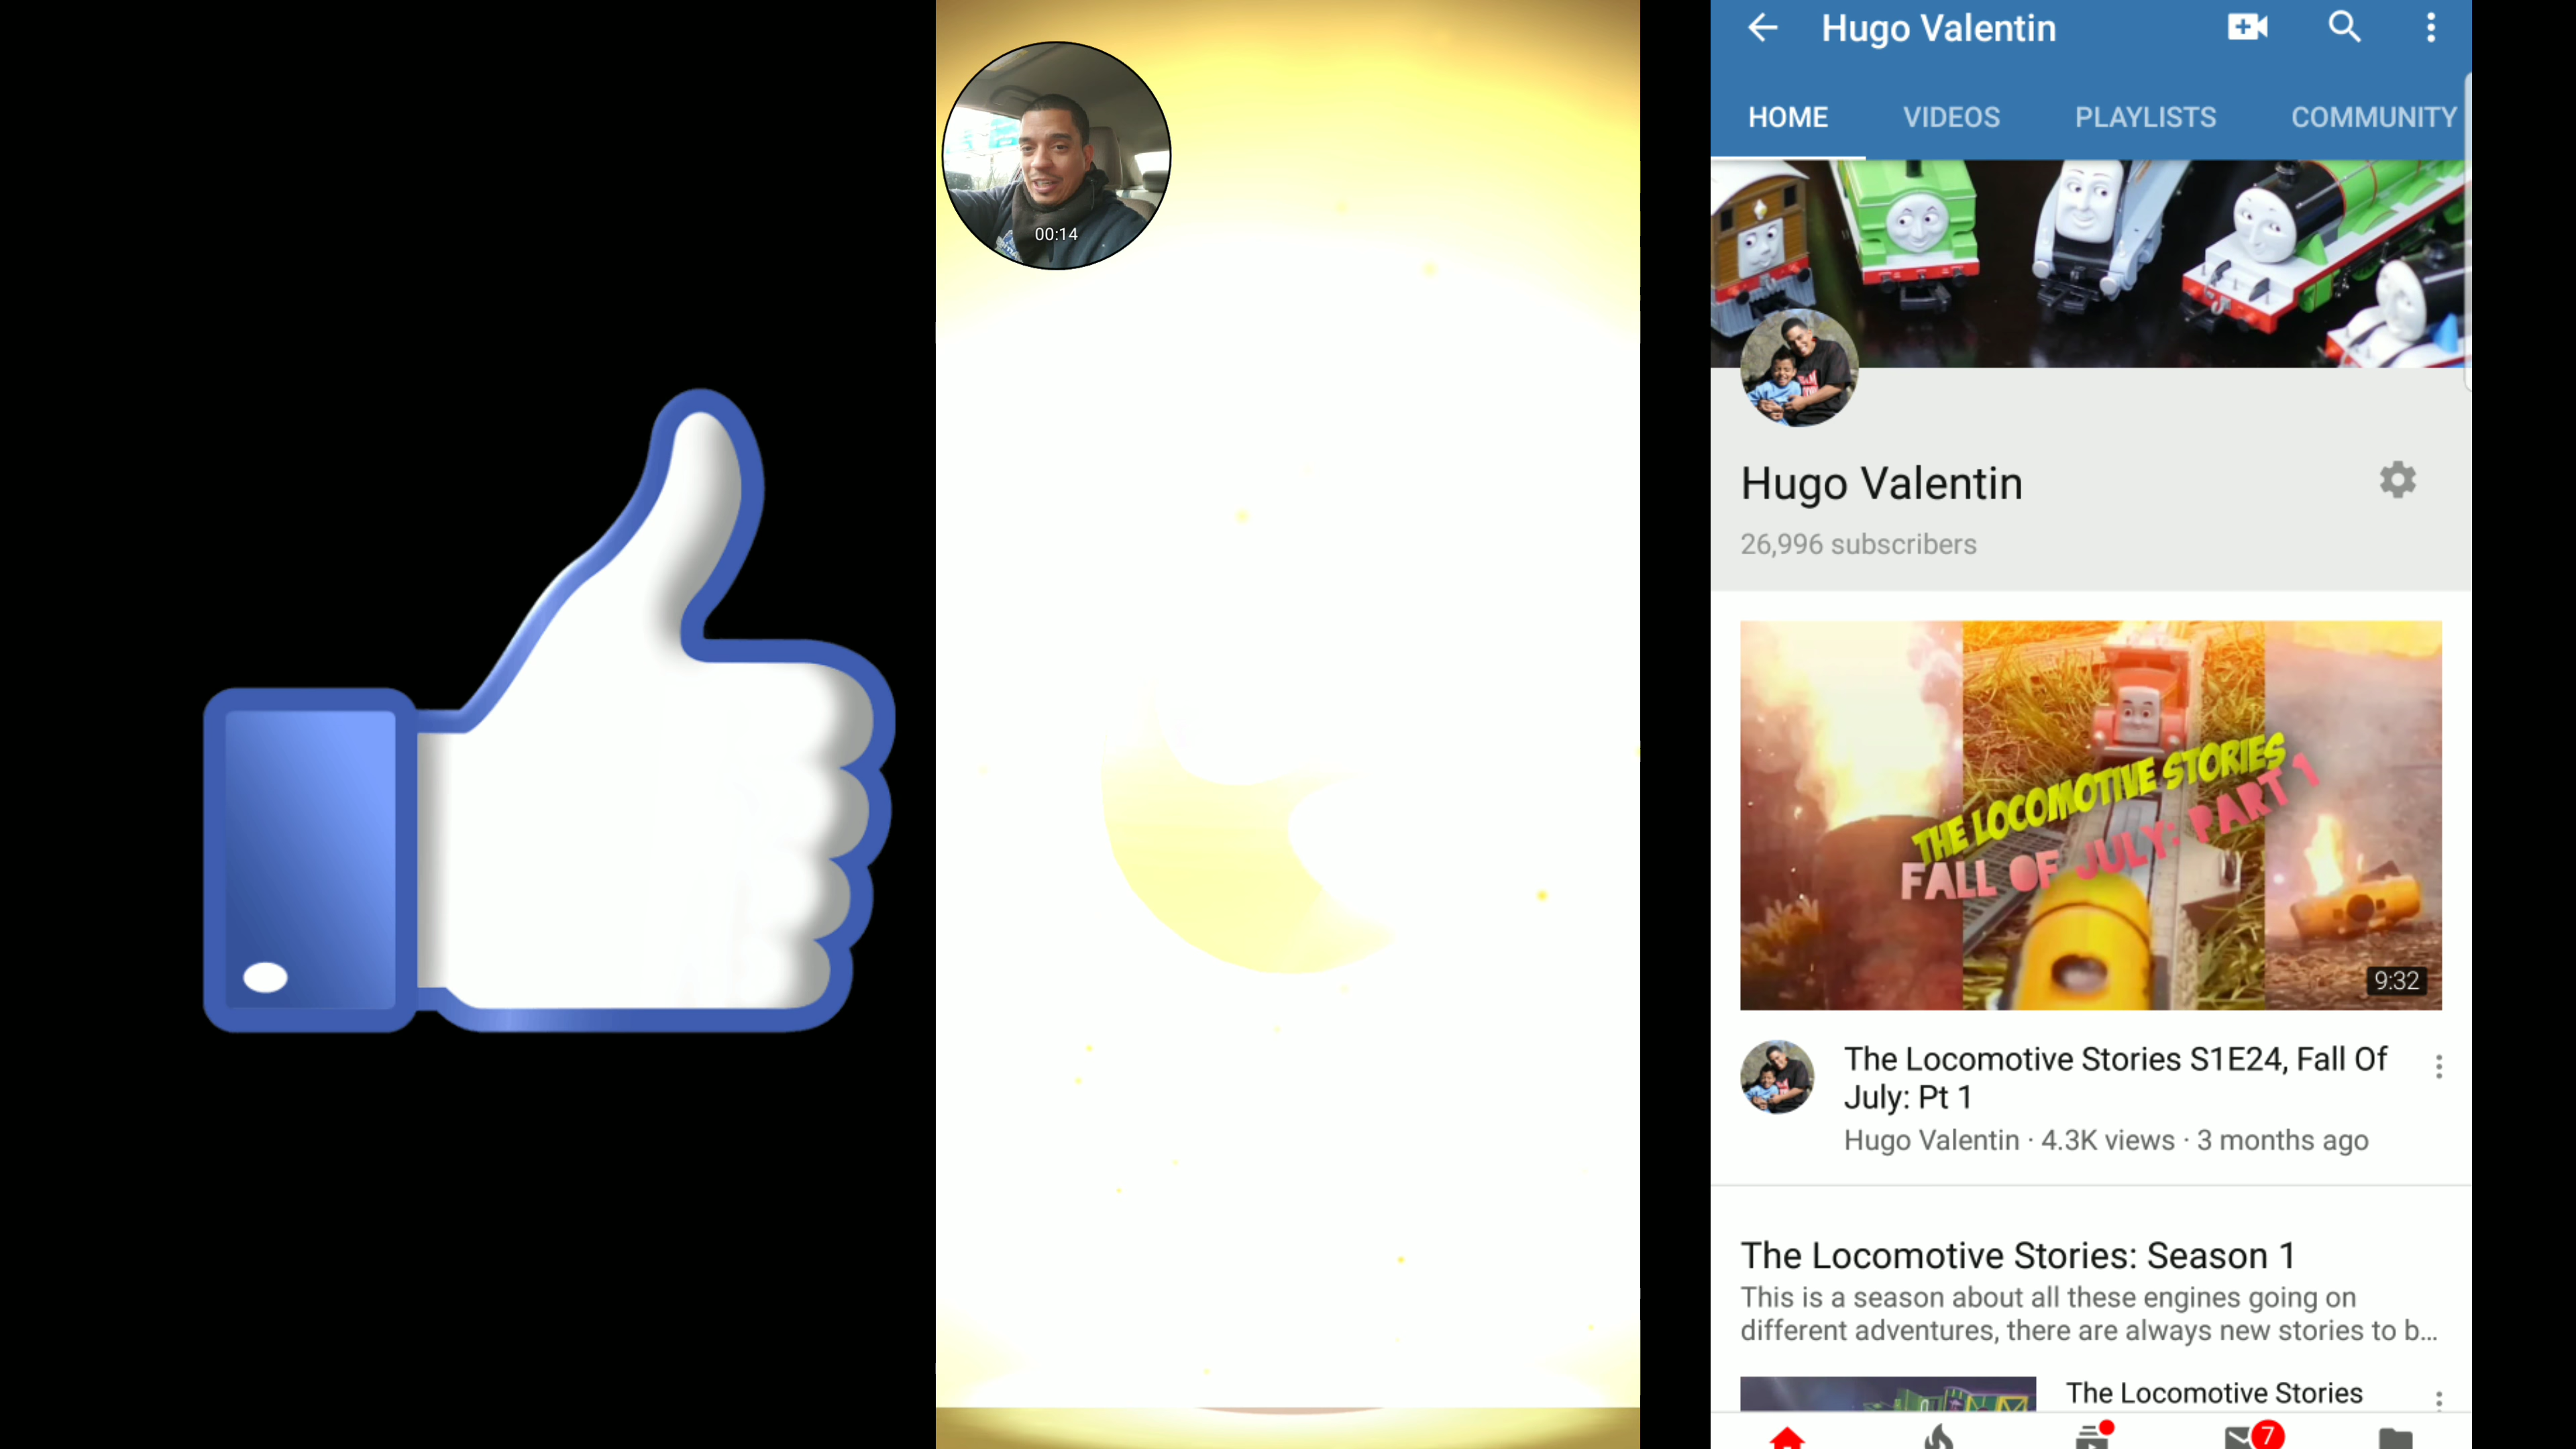 00:14
Hugo Valentin
HOME VIDEOS PLAYLISTS COMMUNITY
Hugo Valentin
26,996 subscribers
THE LOCOMOTIVE STORIES
FALL OF JULY: PART 1
9:32
The Locomotive Stories S1E24, Fall Of
July: Pt 1
Hugo Valentin · 4.3K views · 3 months ago
The Locomotive Stories: Season 1
This is a season about all these engines going on
different adventures, there are always new stories to b...
The Locomotive Stories
7